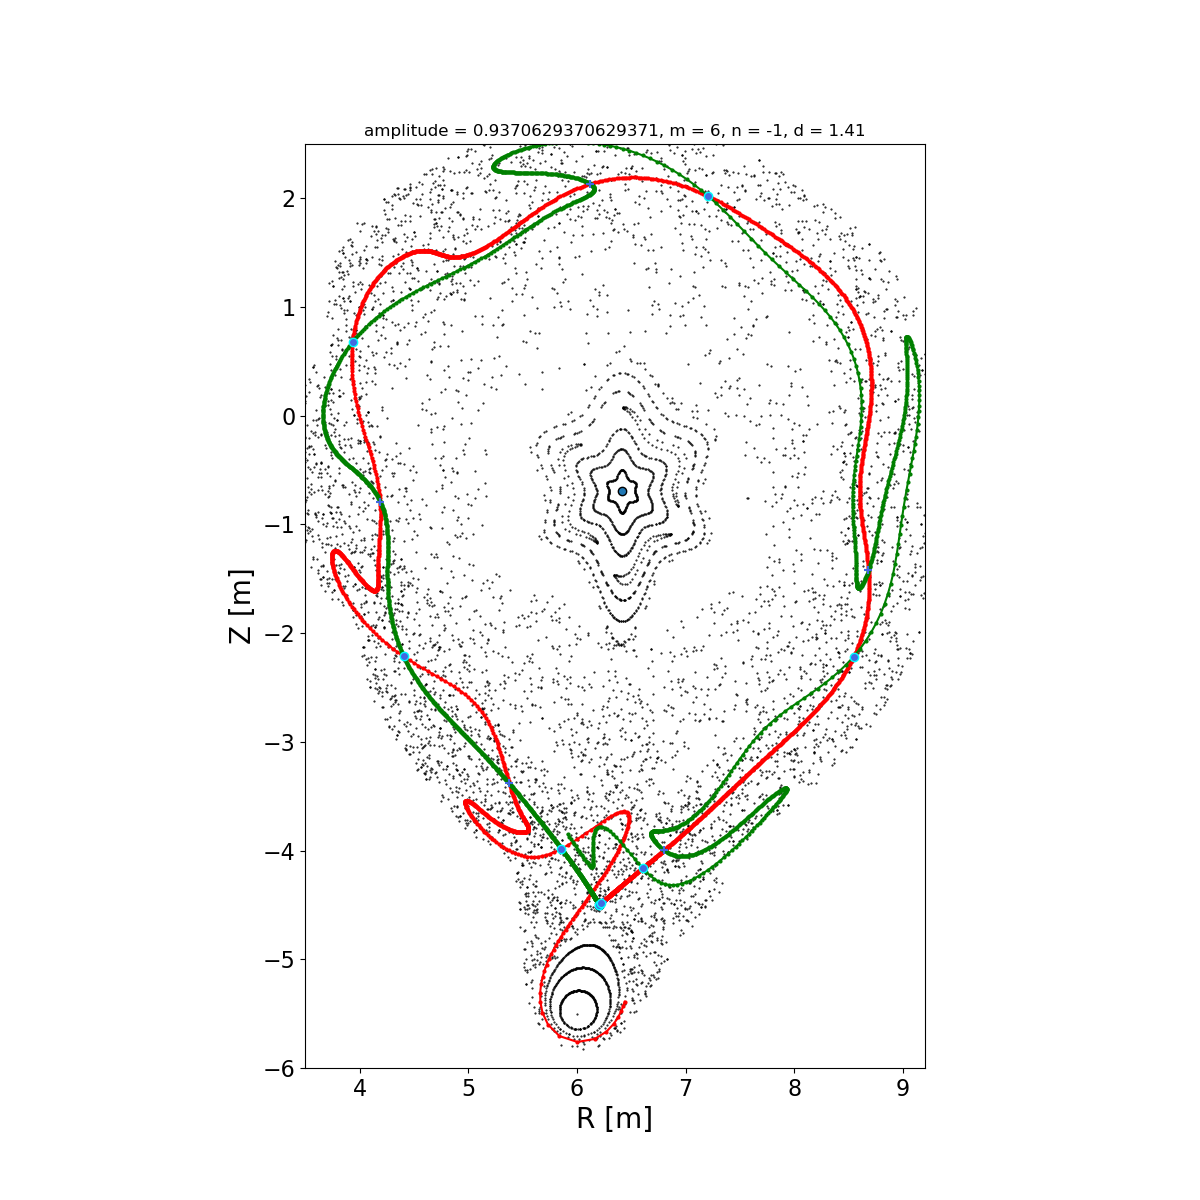 amplitude = 0.9370629370629371, m = 6, n = -1, d = 1.41
2
1
0
−1
−2
−3
−4
−5
−6
Z [m]
4 5 6 7 8 9
R [m]